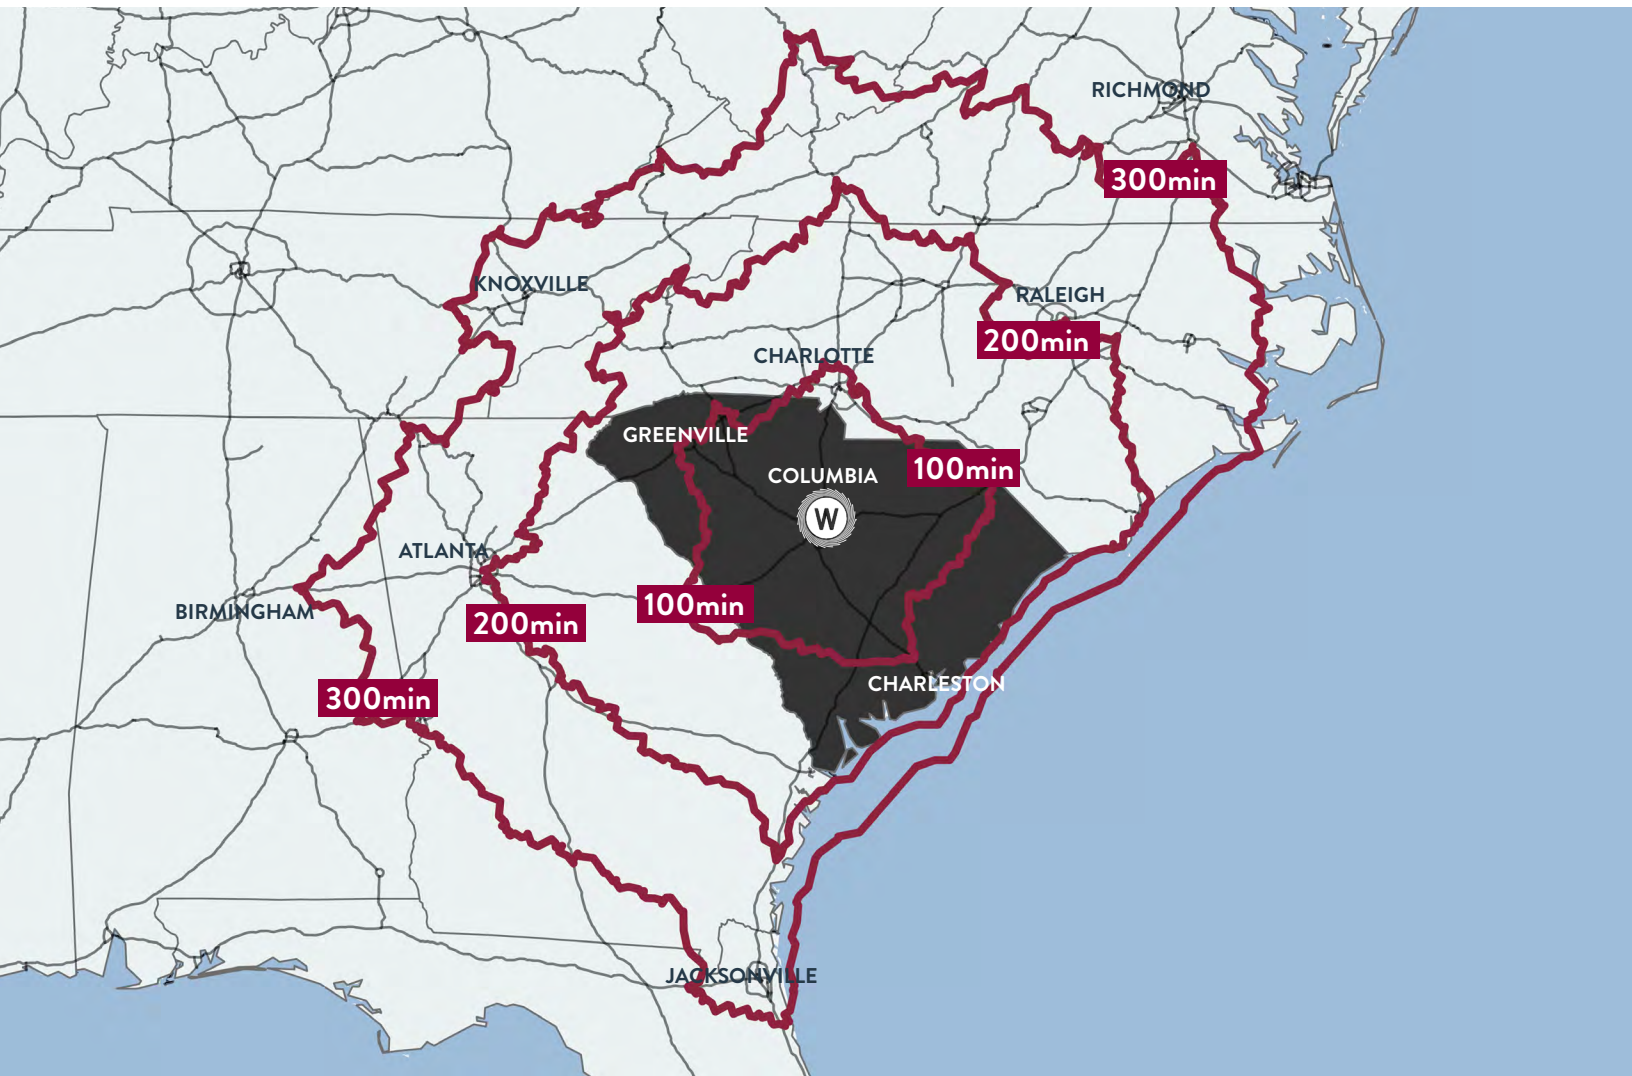 RICHMOND
300min
KNOXVILLE
RALEIGH
200min
CHARLOTTE
GREENVILLE
100min
COLUMBIA
W
ATLANTA
100min
BIRMINGHAM
200min
CHARLESTON
300min
JACKSONVILLE